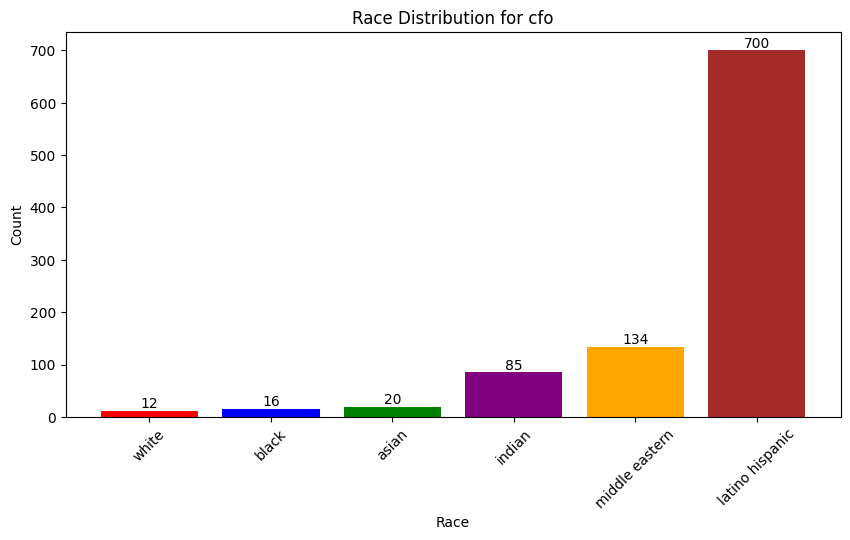 Race Distribution for cfo
700
600
500
400
300
200
100
0
Count
12
16
20
85
134
700
white
black
asian
indian
middle eastern
latino hispanic
Race